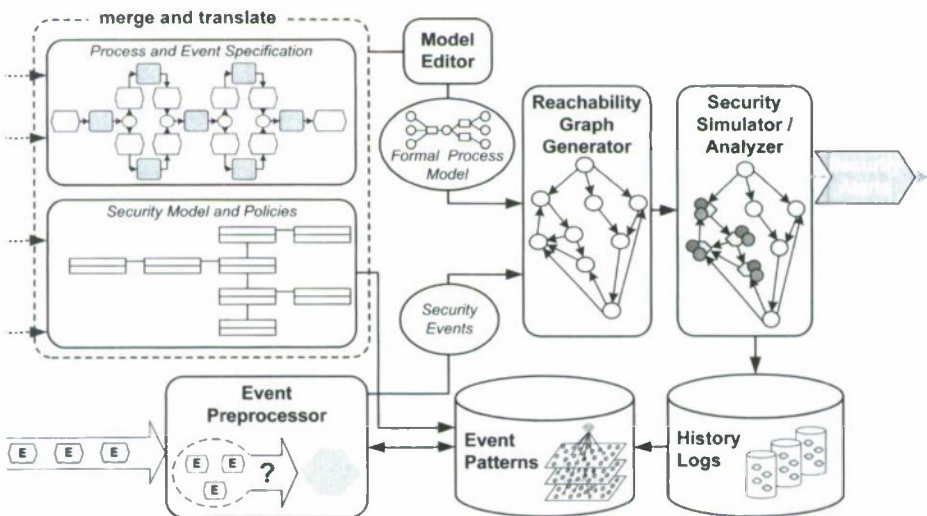 merge and translate
Process and Event Specification
Model
Editor
Formal Process
Model
Reachability
Graph
Generator
Security
Simulator /
Analyzer
Security Model and Policies
Security
Events
Event
Preprocessor
E
E
E
E
E
E
?
Event
Patterns
History
Logs